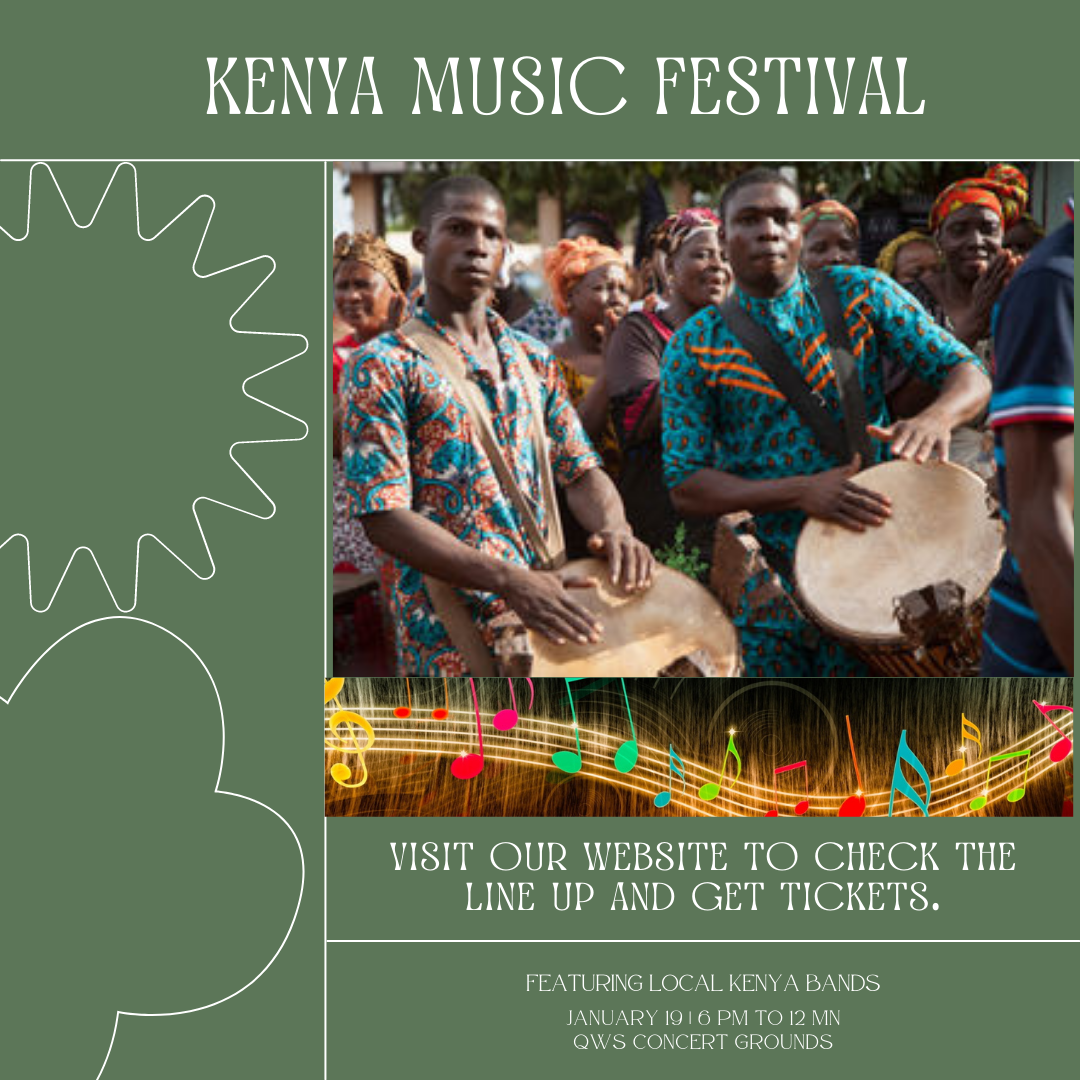 KENYA MUSIC FESTIVAL
VISIT OUR WEBSITE TO CHECK THE
LINE UP AND GET TICKETS.
FEATURING LOCAL KENYA BANDS
JANUARY 19 | 6 PM TO 12 MN
QWS CONCERT GROUNDS